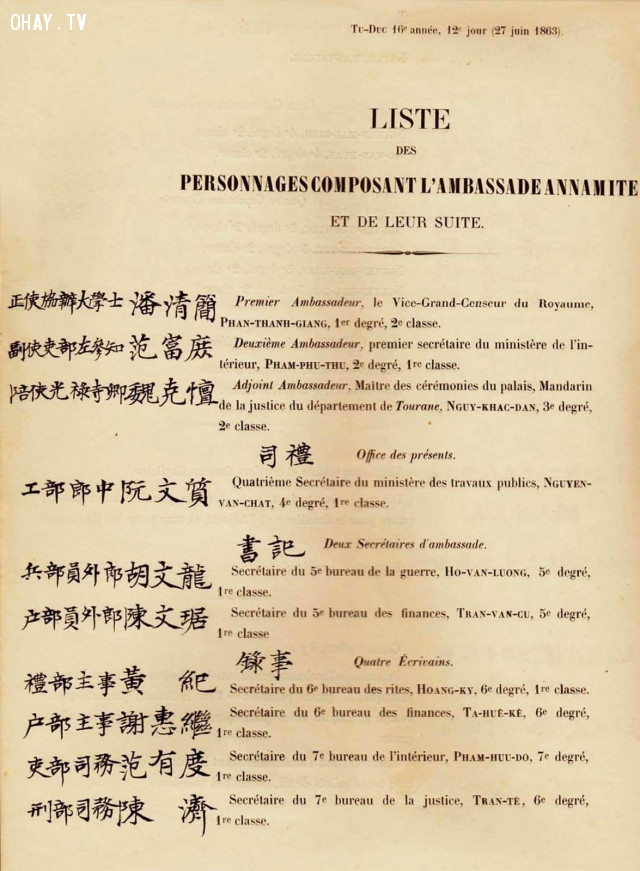 OHAY.TV
TU-DUC 16e année, 12e jour (27 juin 1863).
LISTE
DES
PERSONNAGES COMPOSANT L'AMBASSADE ANNAMITE
ET DE LEUR SUITE.
正使協辦大學士潘清簡
Premier Ambassadeur, le Vice-Grand-Censeur du Royaume,
PHAN-THANH-GIANG, 1er degré, 2e classe.
副使吏部左參知范富庶
Deuxième Ambassadeur, premier secrétaire du ministère de l'in-
térieur, PHAM-PHU-THU, 2e degré, 1re classe.
陪使光祿寺卿魏克憻
Adjoint Ambassadeur, Maître des cérémonies du palais, Mandarin
de la justice du département de Tourane, NGUY-KHAC-DAN, 3e degré,
2e classe.
司禮 Office des présents.
工部郎中阮文質
Quatrième Secrétaire du ministère des travaux publics, NGUYEN-
VAN-CHAT, 4e degré, 1re classe.
書記 Deux Secrétaires d'ambassade.
兵部員外郎胡文龍
Secrétaire du 5e bureau de la guerre, HO-VAN-LUONG, 5e degré,
1re classe.
戶部員外郎陳文琚
Secrétaire du 5e bureau des finances, TRAN-VAN-CU, 5e degré,
1re classe
錄事 Quatre Écrivains.
禮部主事黃紀
Secrétaire du 6e bureau des rites, HOANG-KY, 6e degré, 1re classe.
戶部主事謝惠繼
Secrétaire du 6e bureau des finances, TA-HUÊ-KÊ, 6e degré,
1re classe.
吏部司務范有度
Secrétaire du 7e bureau de l'intérieur, PHAM-HUU-DO, 7e degré,
1re classe.
刑部司務陳濟
Secrétaire du 7e bureau de la justice, TRAN-TÊ, 6e degré,
1re classe.